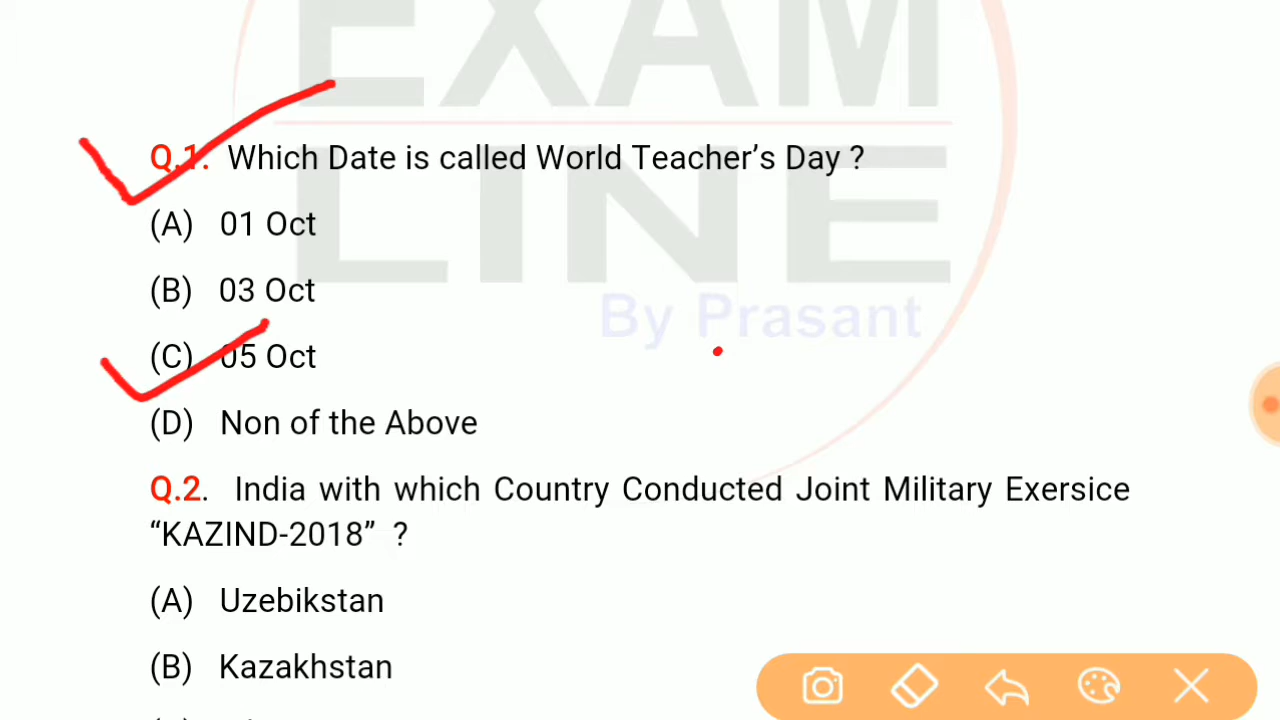 EXAM
Q.1. Which Date is called World Teacher’s Day ?
(A) 01 Oct
LINE
(B) 03 Oct
By Prasant
(C) 05 Oct
(D) Non of the Above
Q.2. India with which Country Conducted Joint Military Exersice
“KAZIND-2018” ?
(A) Uzebikstan
(B) Kazakhstan